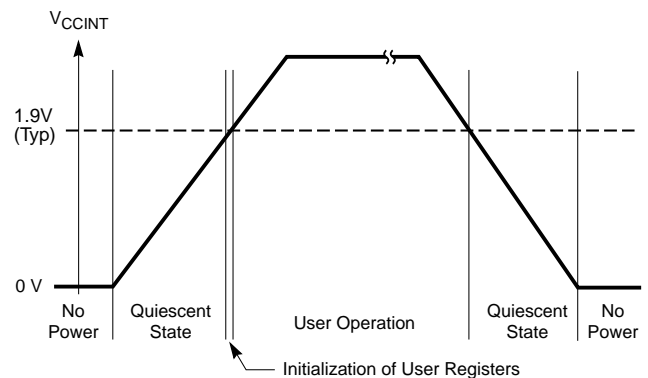 VCCINT
1.9V
(Typ)
0 V
No
Power
Quiescent
State
User Operation
Quiescent
State
No
Power
Initialization of User Registers